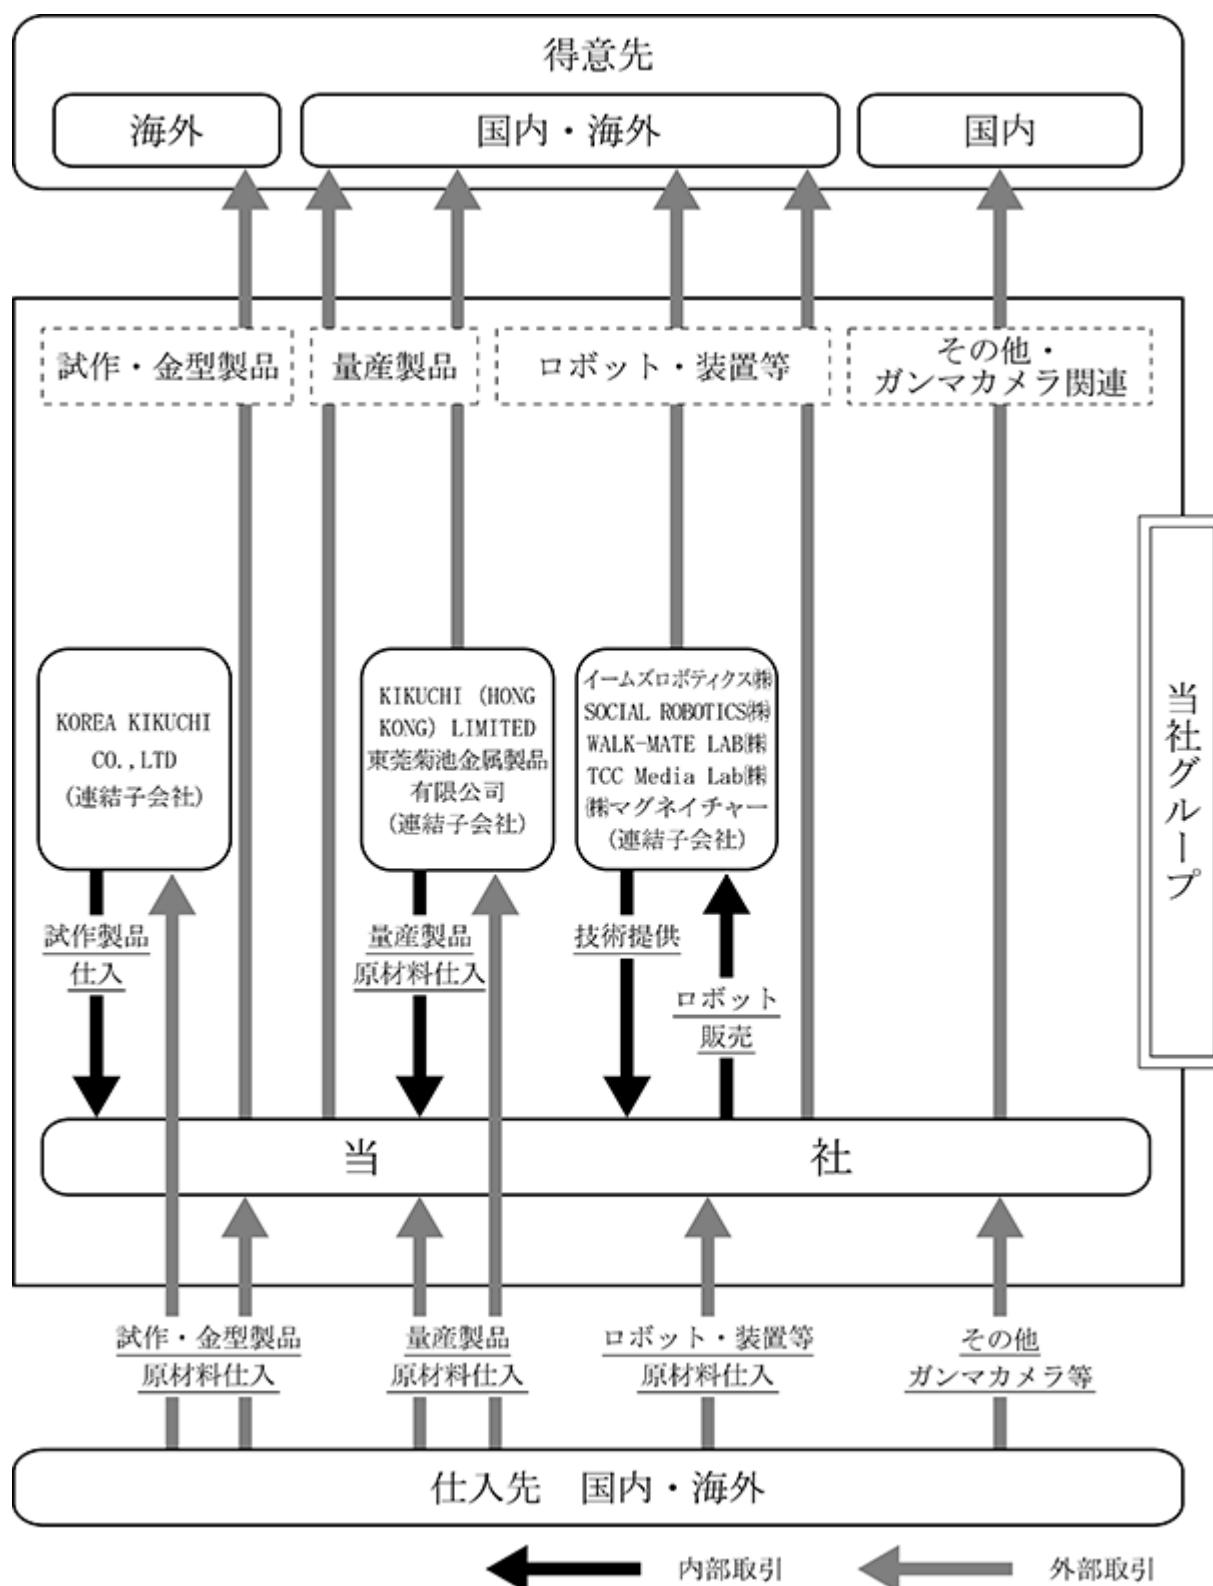 得意先
海外
国内・海外
国内
試作・金型製品
量産製品
ロボット・装置等
その他・
ガンマカメラ関連
KOREA KIKUCHI
CO.,LTD
(連結子会社)
KIKUCHI (HONG
KONG) LIMITED
東莞菊池金属製品
有限公司
(連結子会社)
イームズロボティクス㈱
SOCIAL ROBOTICS㈱
WALK-MATE LAB㈱
TCC Media Lab㈱
㈱マグネイチャー
(連結子会社)
当社グループ
試作製品
仕入
量産製品
原材料仕入
技術提供
ロボット
販売
当社
試作・金型製品
原材料仕入
量産製品
原材料仕入
ロボット・装置等
原材料仕入
その他
ガンマカメラ等
仕入先 国内・海外
内部取引
外部取引